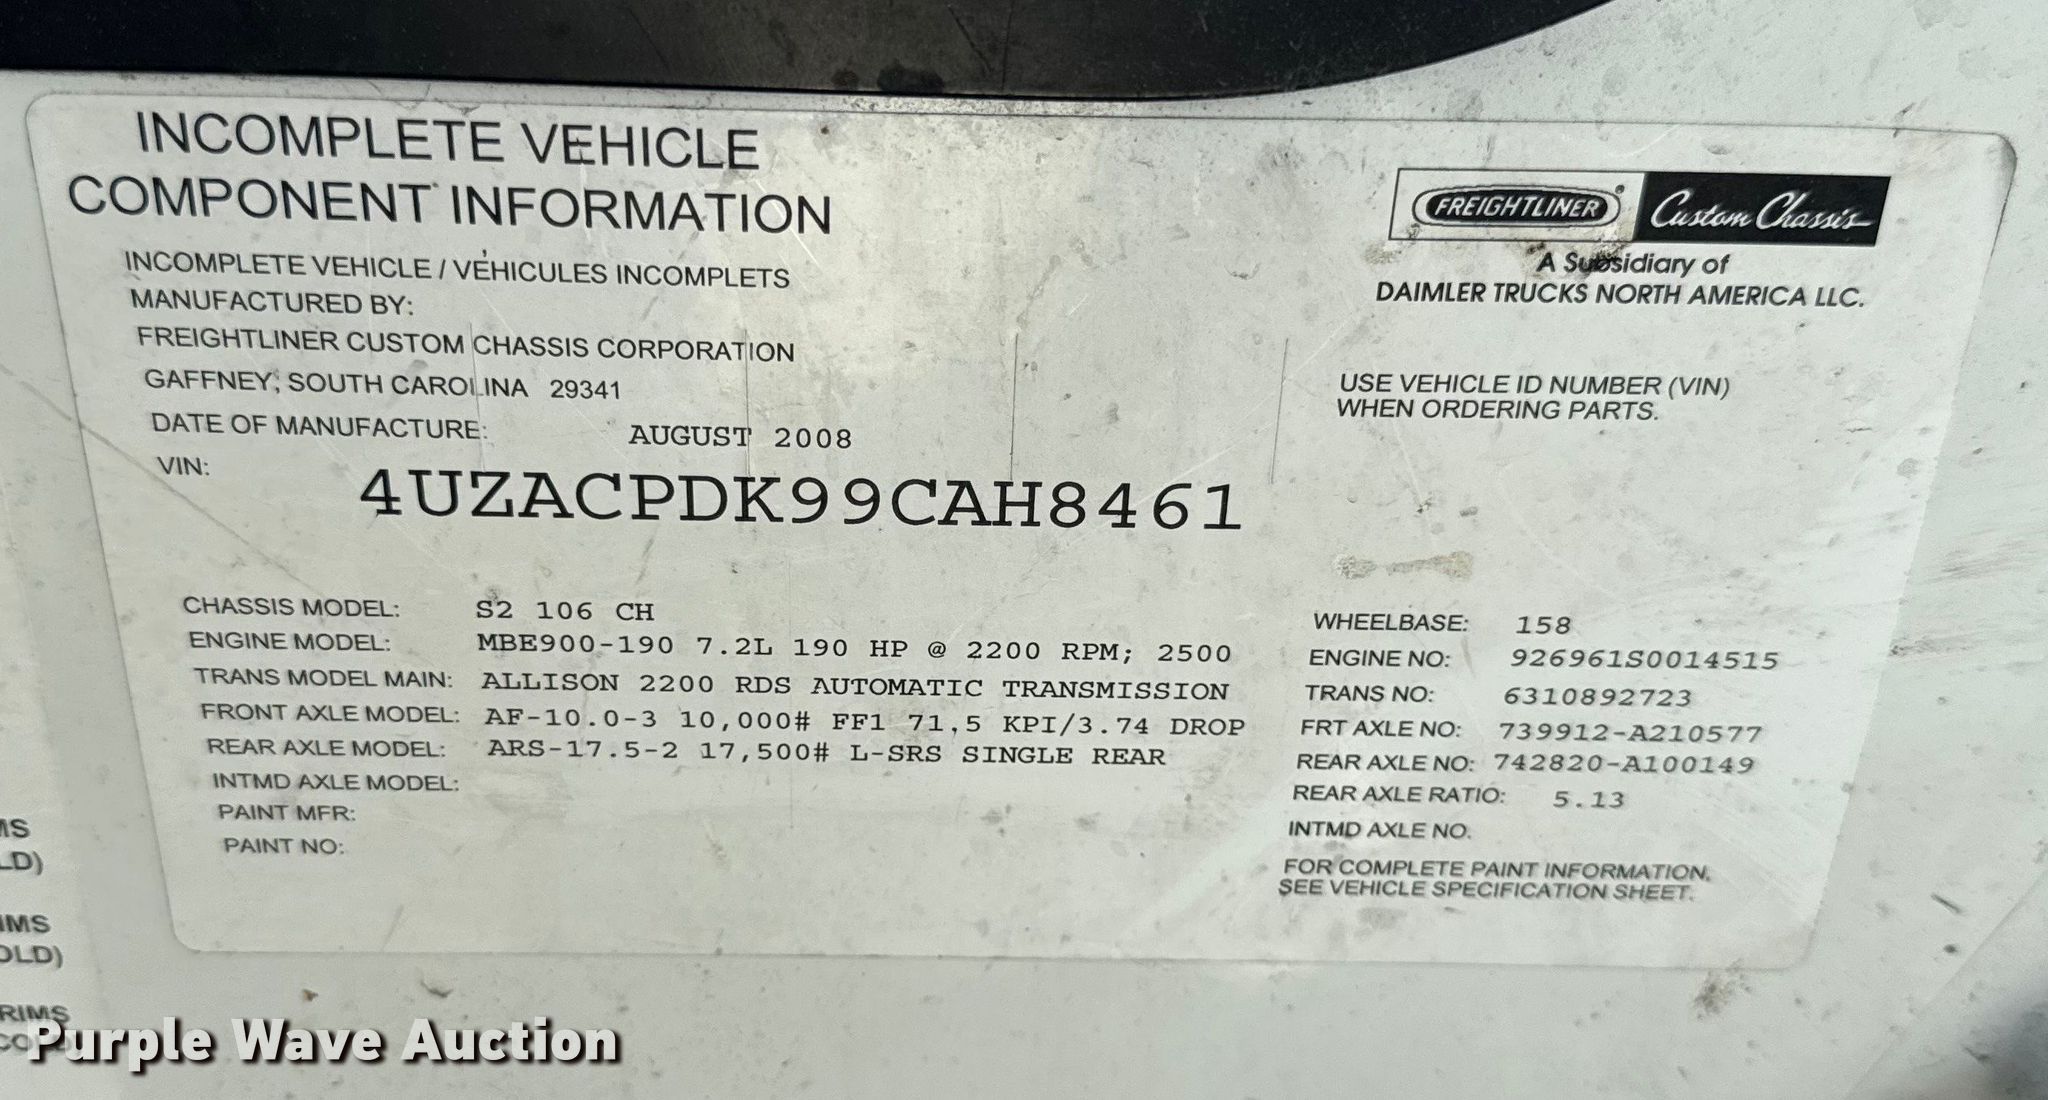 INCOMPLETE VEHICLE
COMPONENT INFORMATION
FREIGHTLINER® Custom Chassis
A Subsidiary of
DAIMLER TRUCKS NORTH AMERICA LLC.
INCOMPLETE VEHICLE / VÉHICULES INCOMPLETS
MANUFACTURED BY:
FREIGHTLINER CUSTOM CHASSIS CORPORATION
GAFFNEY, SOUTH CAROLINA 29341
DATE OF MANUFACTURE: AUGUST 2008
USE VEHICLE ID NUMBER (VIN)
WHEN ORDERING PARTS.
VIN: 4UZACPDK99CAH8461
CHASSIS MODEL: S2 106 CH
ENGINE MODEL: MBE900-190 7.2L 190 HP @ 2200 RPM; 2500
TRANS MODEL MAIN: ALLISON 2200 RDS AUTOMATIC TRANSMISSION
FRONT AXLE MODEL: AF-10.0-3 10,000# FF1 71.5 KPI/3.74 DROP
REAR AXLE MODEL: ARS-17.5-2 17,500# L-SRS SINGLE REAR
INTMD AXLE MODEL:
PAINT MFR:
PAINT NO:
WHEELBASE: 158
ENGINE NO: 926961S0014515
TRANS NO: 6310892723
FRT AXLE NO: 739912-A210577
REAR AXLE NO: 742820-A100149
REAR AXLE RATIO: 5.13
INTMD AXLE NO.
FOR COMPLETE PAINT INFORMATION,
SEE VEHICLE SPECIFICATION SHEET.
MS
LD)
IMS
OLD)
RIMS
Purple Wave Auction